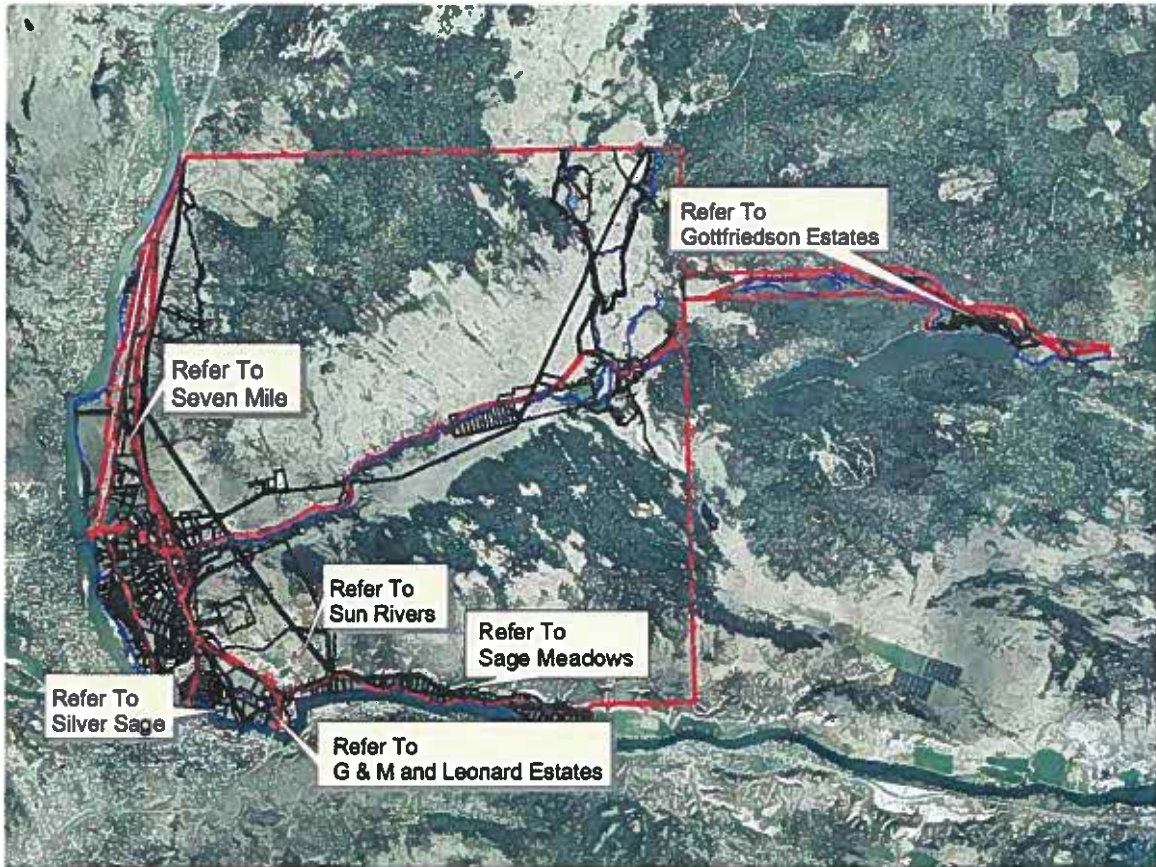 Refer To
Gottfriedson Estates
Refer To
Seven Mile
Refer To
Sun Rivers
Refer To
Sage Meadows
Refer To
Silver Sage
Refer To
G & M and Leonard Estates